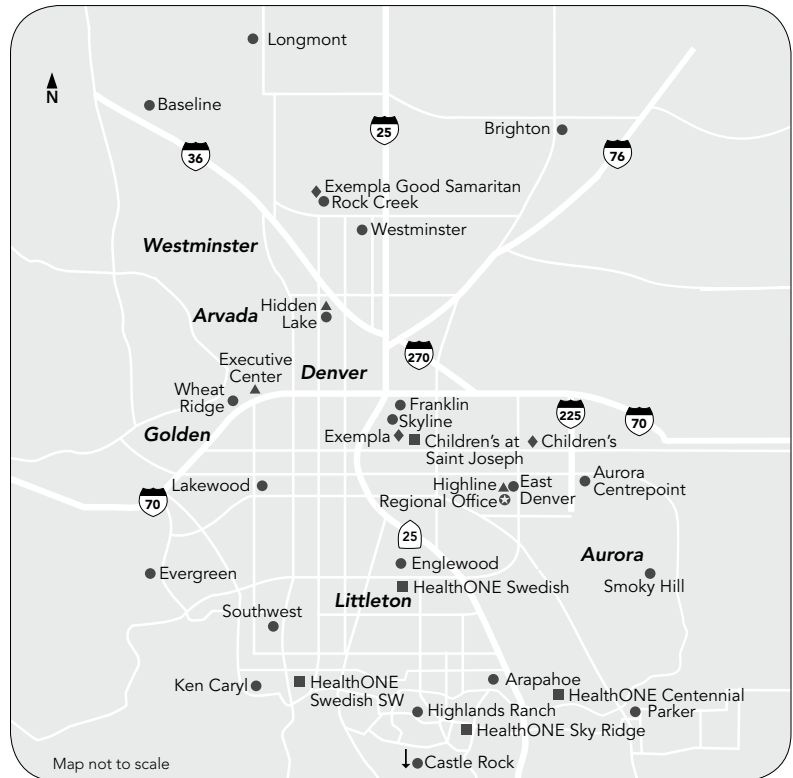 Longmont
N
Baseline
25
Brighton
36
76
Exempla Good Samaritan
Rock Creek
Westminster
Westminster
Hidden
Lake
Arvada
270
Executive
Center
Denver
Wheat
Ridge
Franklin
Skyline
225
70
Golden
Exempla
Children's at
Saint Joseph
Children's
Lakewood
Highline
Regional Office
East
Denver
Aurora
Centrepoint
70
25
Evergreen
Englewood
Aurora
HealthONE Swedish
Smoky Hill
Littleton
Southwest
Ken Caryl
HealthONE
Swedish SW
Arapahoe
HealthONE Centennial
Highlands Ranch
Parker
HealthONE Sky Ridge
Map not to scale
Castle Rock